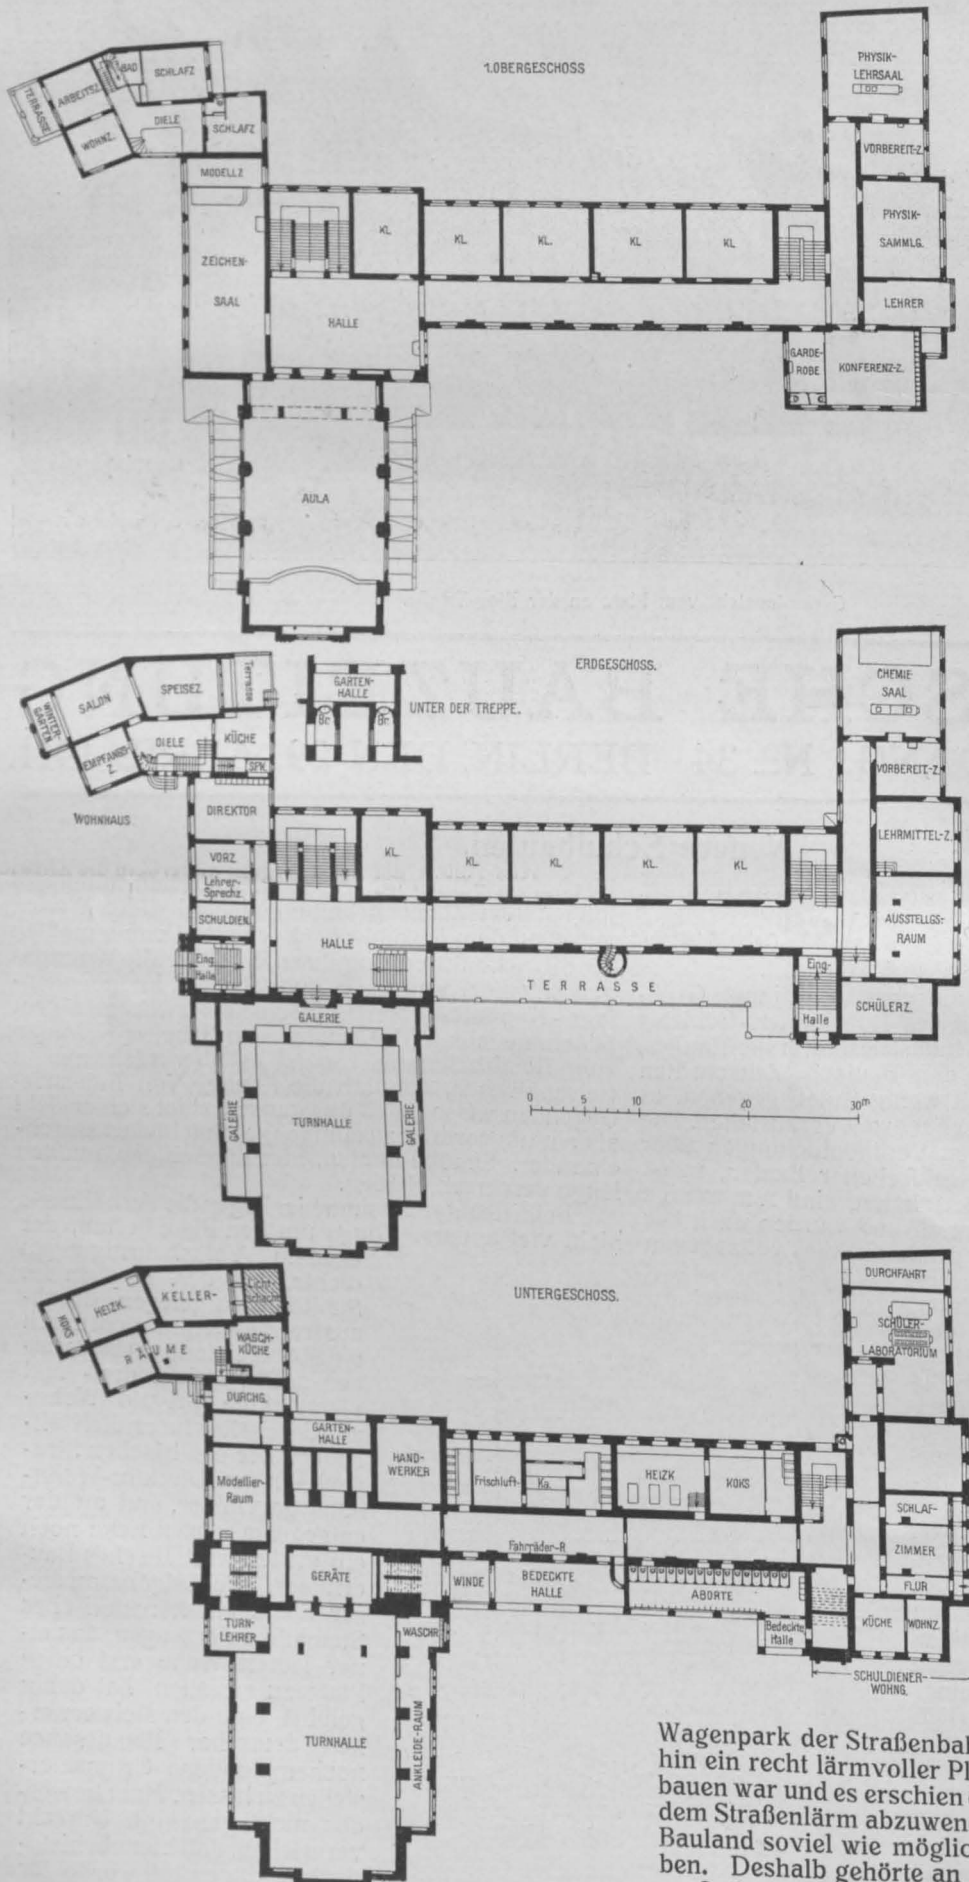 1. OBERGESCHOSS
TERRASSE
ARBEITSZ.
BAD
SCHLAFZ
WOHNZ.
DIELE
SCHLAFZ
MODELLZ
ZEICHEN-
SAAL
HALLE
KL
KL.
KL.
KL
KL
PHYSIK-
LEHRSAAL
VORBEREIT-Z.
PHYSIK-
SAMMLG.
LEHRER
GARDE-
ROBE
KONFERENZ-Z.
AULA
ERDGESCHOSS.
WINTER-
GARTEN
SALON
SPEISEZ.
Terrasse
EMPFANGS-
Z.
DIELE
KÜCHE
SPK.
WOHNHAUS.
GARTEN-
HALLE
Br.
Br.
UNTER DER TREPPE.
DIREKTOR
VORZ.
Lehrer-
Sprechz.
SCHULDIEN.
Eing.
Halle
HALLE
KL.
KL.
KL.
KL.
KL
CHEMIE
SAAL
VORBEREIT-Z.
LEHRMITTEL-Z.
AUSSTELLGS-
RAUM
SCHÜLERZ.
Eing-
Halle
TERRASSE
GALERIE
GALERIE
TURNHALLE
GALERIE
0 5 10 20 30 m
UNTERGESCHOSS.
KOKS
HEIZK.
KELLER-
Licht-
schacht
RÄUME
WASCH-
KÜCHE
DURCHG.
GARTEN-
HALLE
HAND-
WERKER
Modellier-
Raum
Frischluft-
Ka.
HEIZK
KOKS
DURCHFAHRT
SCHÜLER-
LABORATORIUM
SCHLAF-
ZIMMER
FLUR
KÜCHE
WOHNZ.
SCHULDIENER-
WOHNG.
Fahrräder-R.
GERÄTE
WINDE
BEDECKTE
HALLE
ABORTE
Bedeckte
Halle
TURN-
LEHRER
WASCHR.
TURNHALLE
ANKLEIDE-RAUM
Wagenpark der Straßenbah
hin ein recht lärmvoller Pl
bauen war und es erschien
dem Straßenlärm abzuwen
Bauland soviel wie möglic
ben. Deshalb gehörte an